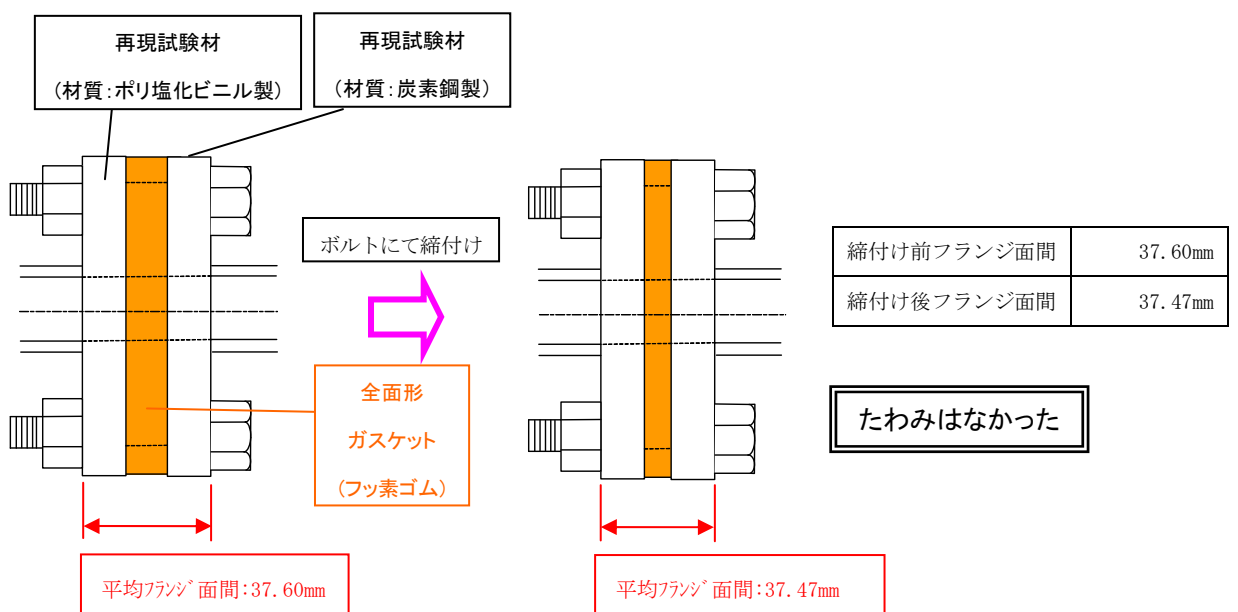 再現試験材
(材質:ポリ塩化ビニル製)
再現試験材
(材質:炭素鋼製)
ボルトにて締付け
全面形
ガスケット
(フッ素ゴム)
平均フランジ面間:37.60mm
平均フランジ面間:37.47mm
締付け前フランジ面間 37.60mm
締付け後フランジ面間 37.47mm
たわみはなかった